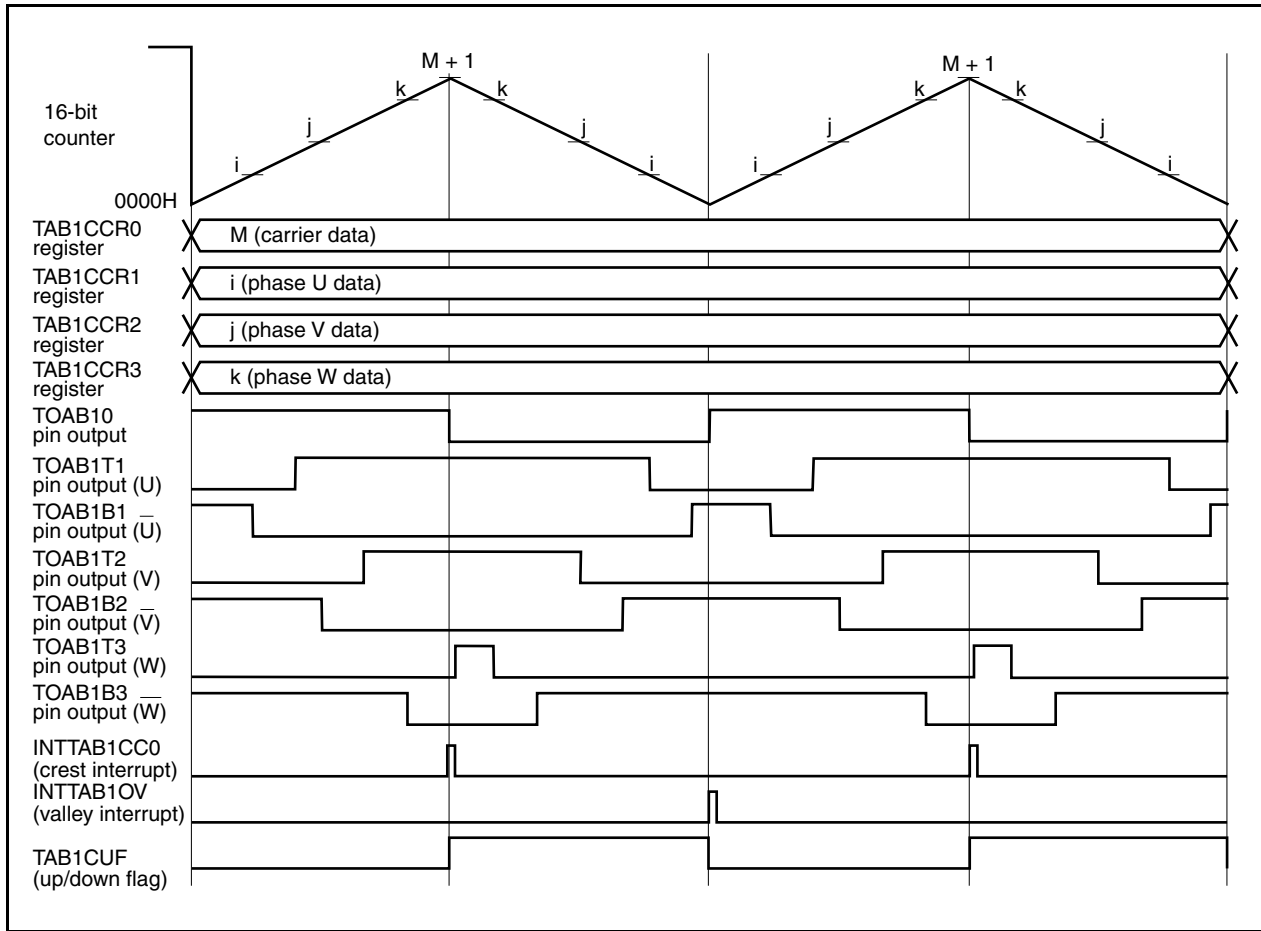 M + 1
M + 1
k
k
k
k
16-bit
counter
j
j
j
j
i
i
i
i
0000H
TAB1CCR0
register
M (carrier data)
TAB1CCR1
register
i (phase U data)
TAB1CCR2
register
j (phase V data)
TAB1CCR3
register
k (phase W data)
TOAB10
pin output
TOAB1T1
pin output (U)
TOAB1B1
pin output (U̅)
TOAB1T2
pin output (V)
TOAB1B2
pin output (V̅)
TOAB1T3
pin output (W)
TOAB1B3
pin output (W̅)
INTTAB1CC0
(crest interrupt)
INTTAB1OV
(valley interrupt)
TAB1CUF
(up/down flag)